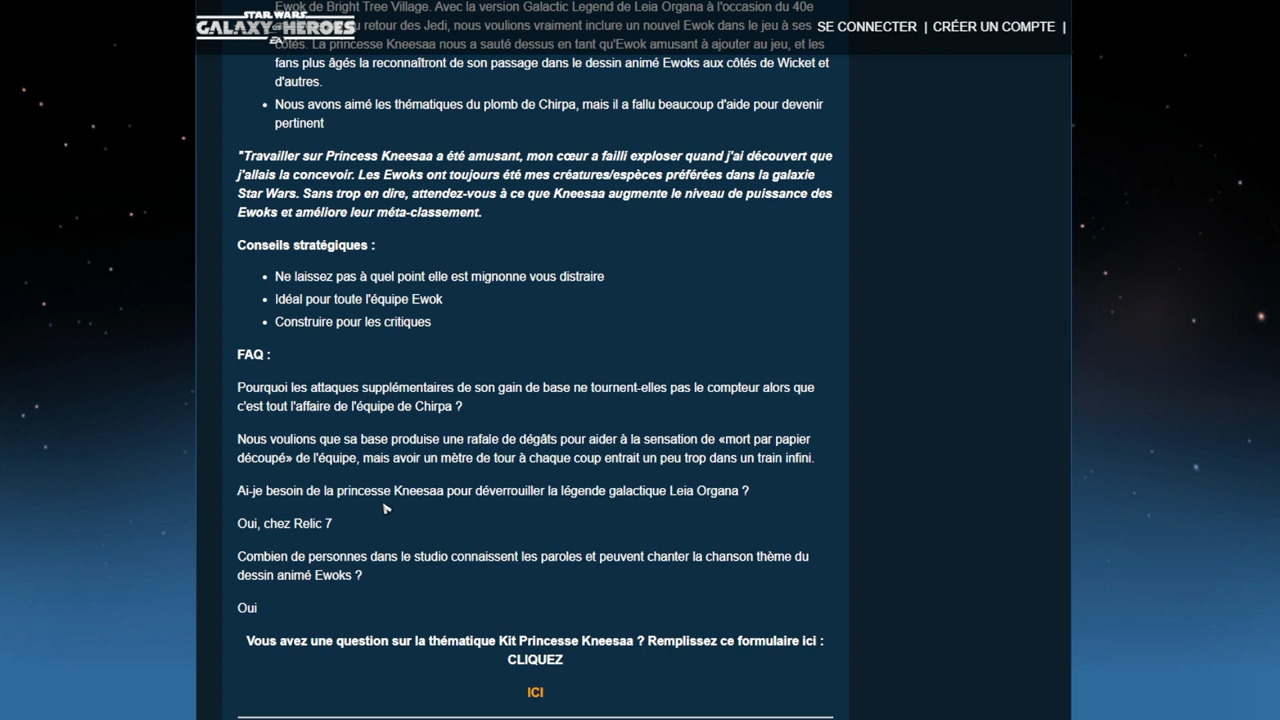 Ewok de Bright Tree Village. Avec la version Galactic Legend de Leia Organa à l'occasion du 40e
STAR WARS
GALAXY OF HEROES
EA
SE CONNECTER | CRÉER UN COMPTE |
du retour des Jedi, nous voulions vraiment inclure un nouvel Ewok dans le jeu à ses
côtés. La princesse Kneesaa nous a sauté dessus en tant qu'Ewok amusant à ajouter au jeu, et les
fans plus âgés la reconnaîtront de son passage dans le dessin animé Ewoks aux côtés de Wicket et
d'autres.
• Nous avons aimé les thématiques du plomb de Chirpa, mais il a fallu beaucoup d'aide pour devenir
pertinent
"Travailler sur Princess Kneesaa a été amusant, mon cœur a failli exploser quand j'ai découvert que
j'allais la concevoir. Les Ewoks ont toujours été mes créatures/espèces préférées dans la galaxie
Star Wars. Sans trop en dire, attendez-vous à ce que Kneesaa augmente le niveau de puissance des
Ewoks et améliore leur méta-classement.
Conseils stratégiques :
• Ne laissez pas à quel point elle est mignonne vous distraire
• Idéal pour toute l'équipe Ewok
• Construire pour les critiques
FAQ :
Pourquoi les attaques supplémentaires de son gain de base ne tournent-elles pas le compteur alors que
c'est tout l'affaire de l'équipe de Chirpa ?
Nous voulions que sa base produise une rafale de dégâts pour aider à la sensation de «mort par papier
découpé» de l'équipe, mais avoir un mètre de tour à chaque coup entrait un peu trop dans un train infini.
Ai-je besoin de la princesse Kneesaa pour déverrouiller la légende galactique Leia Organa ?
Oui, chez Relic 7
Combien de personnes dans le studio connaissent les paroles et peuvent chanter la chanson thème du
dessin animé Ewoks ?
Oui
Vous avez une question sur la thématique Kit Princesse Kneesaa ? Remplissez ce formulaire ici :
CLIQUEZ
ICI